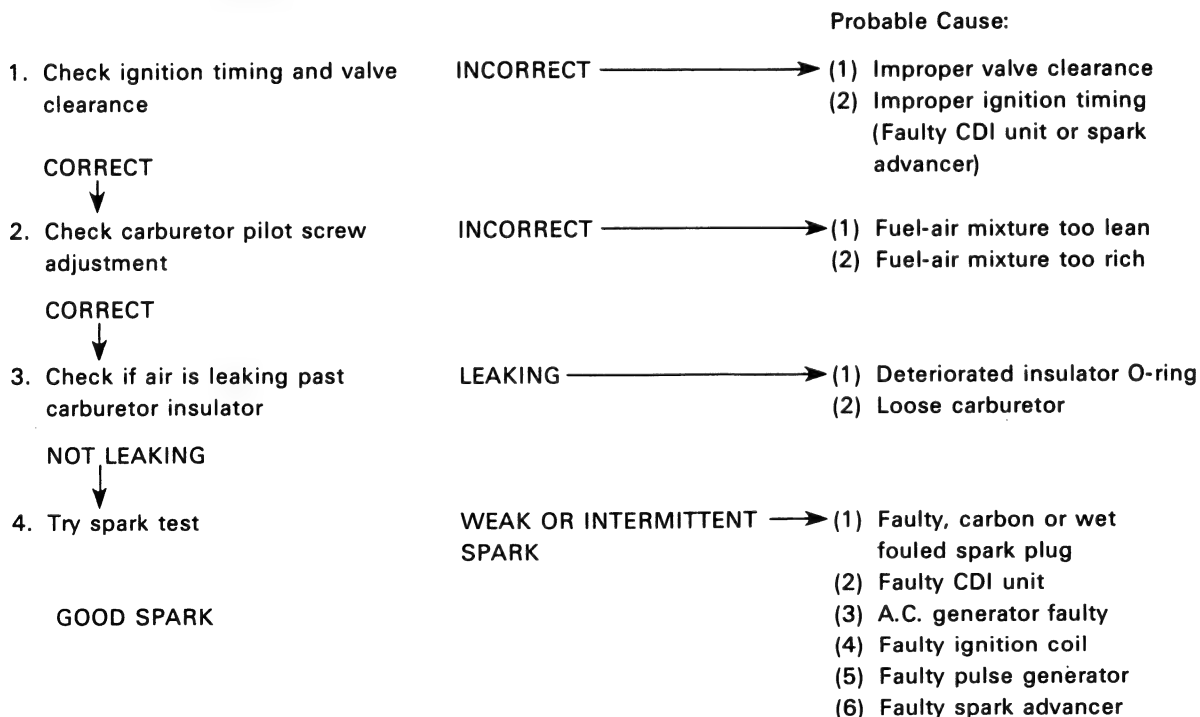 Probable Cause:
1. Check ignition timing and valve
clearance
INCORRECT
(1) Improper valve clearance
(2) Improper ignition timing
(Faulty CDI unit or spark
advancer)
CORRECT
2. Check carburetor pilot screw
adjustment
INCORRECT
(1) Fuel-air mixture too lean
(2) Fuel-air mixture too rich
CORRECT
3. Check if air is leaking past
carburetor insulator
LEAKING
(1) Deteriorated insulator O-ring
(2) Loose carburetor
NOT LEAKING
4. Try spark test
WEAK OR INTERMITTENT
SPARK
(1) Faulty, carbon or wet
fouled spark plug
(2) Faulty CDI unit
(3) A.C. generator faulty
(4) Faulty ignition coil
(5) Faulty pulse generator
(6) Faulty spark advancer
GOOD SPARK